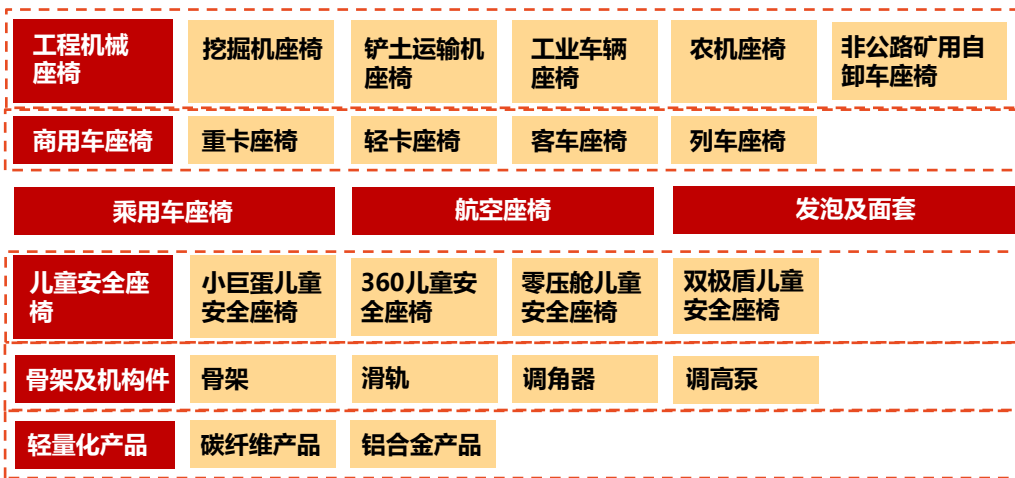 工程机械
座椅
挖掘机座椅
铲土运输机
座椅
工业车辆
座椅
农机座椅
非公路矿用自
卸车座椅
商用车座椅
重卡座椅
轻卡座椅
客车座椅
列车座椅
乘用车座椅
航空座椅
发泡及面套
儿童安全座
椅
小巨蛋儿童
安全座椅
360儿童安
全座椅
零压舱儿童
安全座椅
双极盾儿童
安全座椅
骨架及机构件
骨架
滑轨
调角器
调高泵
轻量化产品
碳纤维产品
铝合金产品